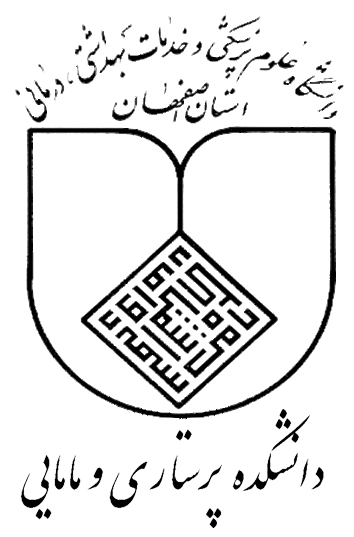 دانشگاه علوم پزشکی و خدمات بهداشتی، درمانی
استان اصفهان
دانشکده پرستاری و مامایی